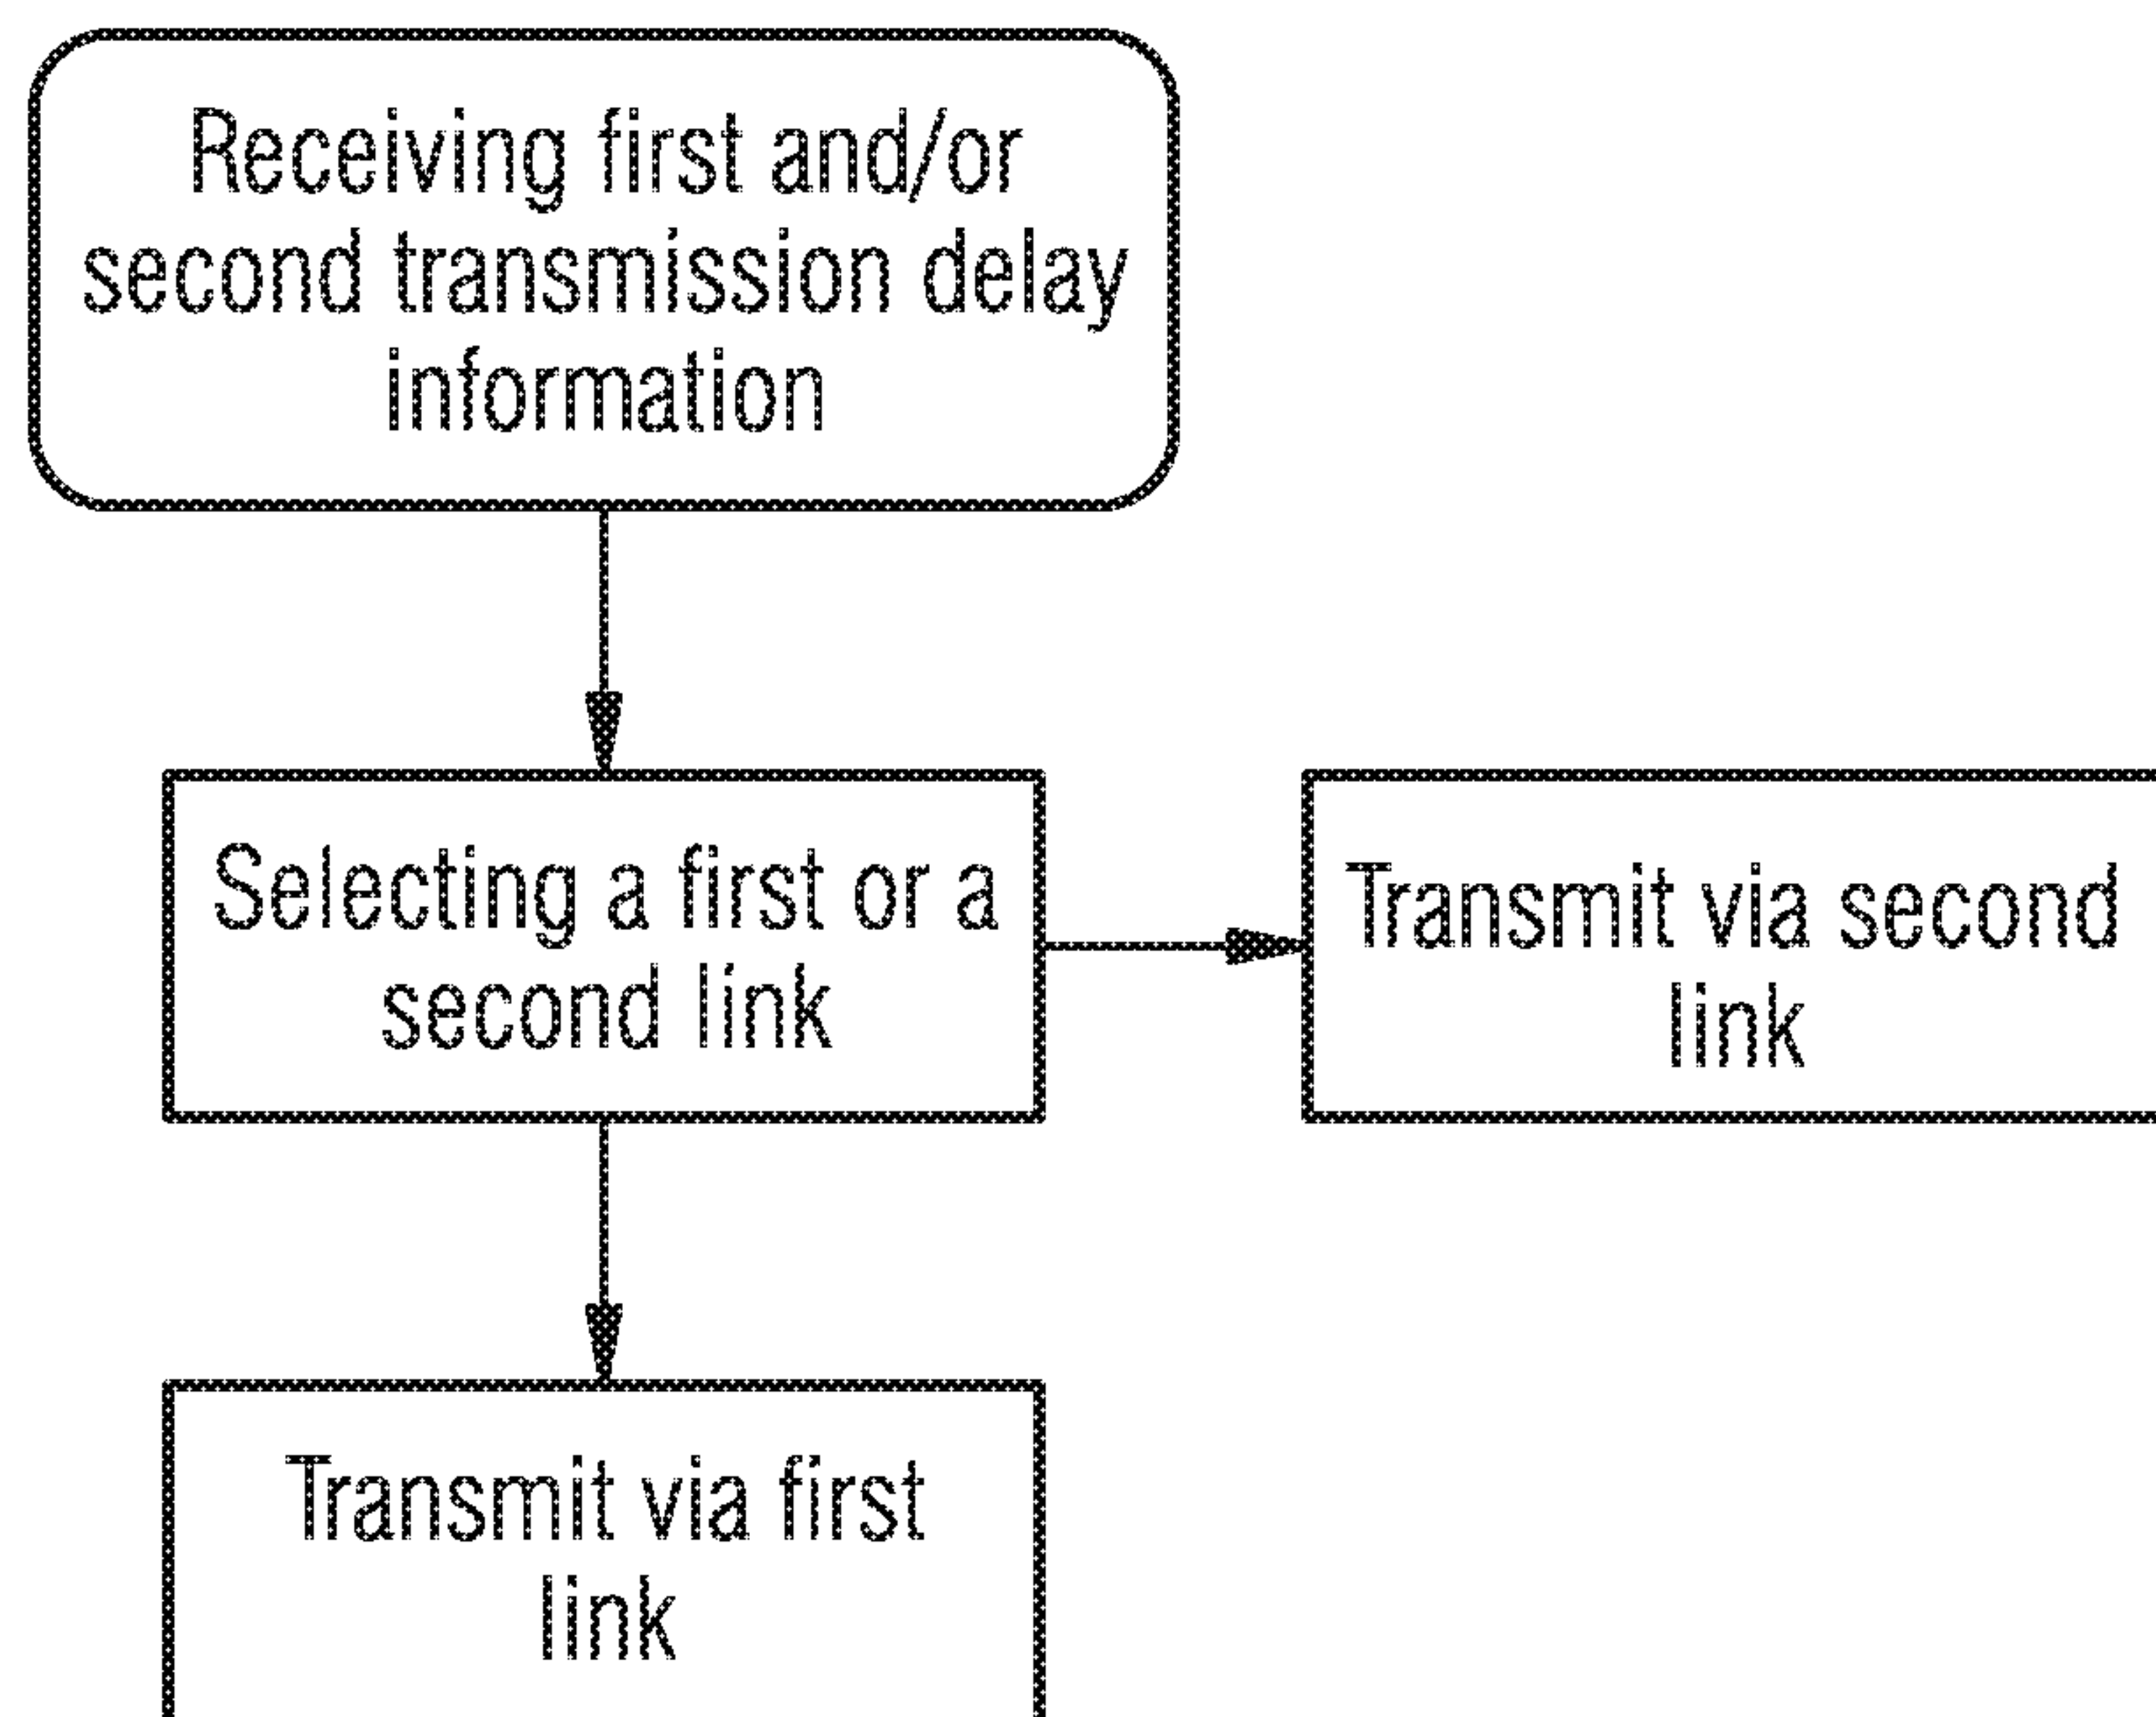 Receiving first and/or
second transmission delay
information
Selecting a first or a
second link
Transmit via second
link
Transmit via first
link